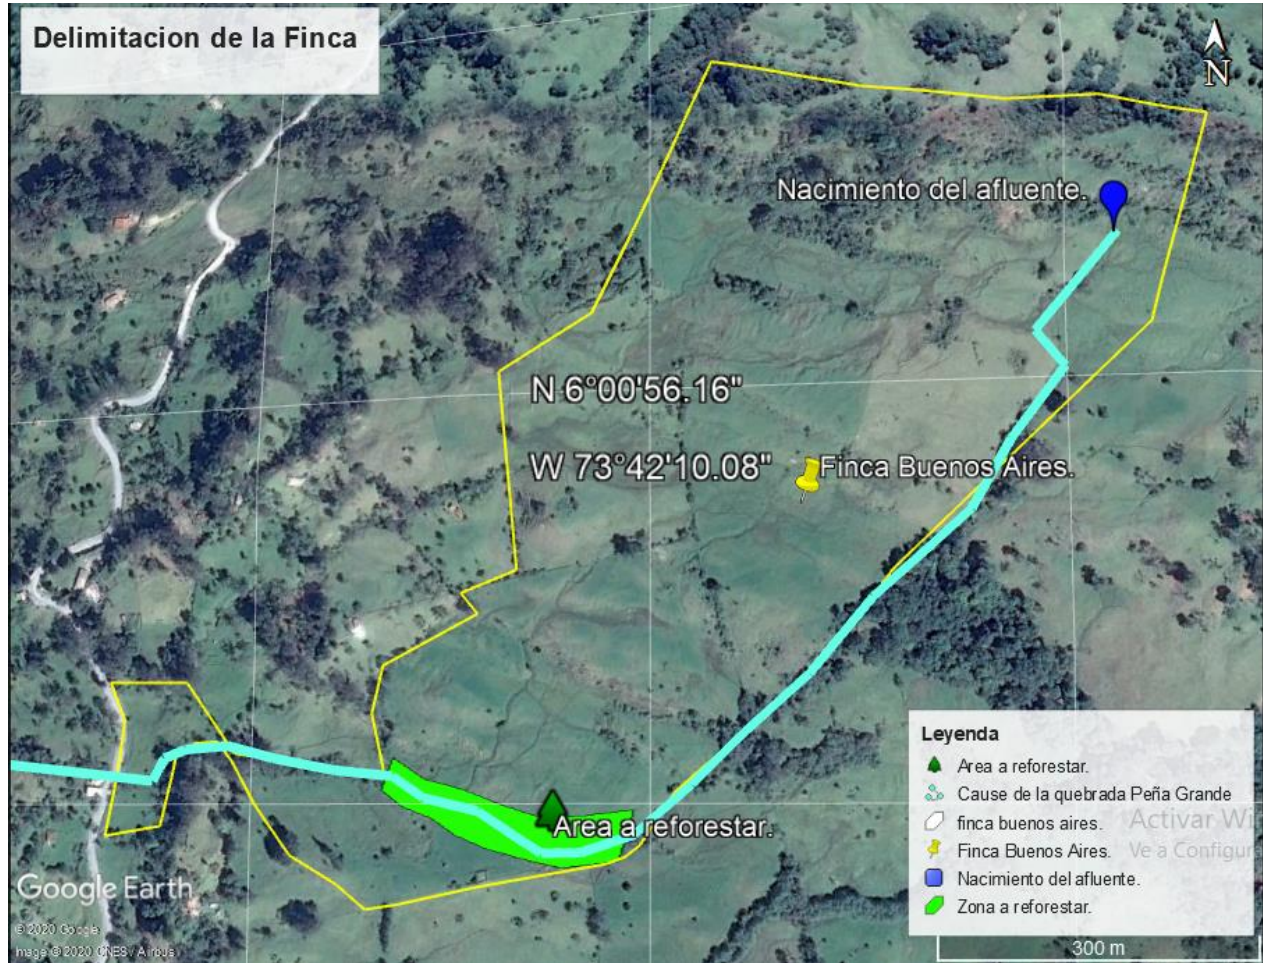 Delimitacion de la Finca
N
Nacimiento del afluente.
N 6°00'56.16"
W 73°42'10.08"
Finca Buenos Aires.
Area a reforestar.
Leyenda
Area a reforestar.
Cause de la quebrada Peña Grande
finca buenos aires.
Finca Buenos Aires.
Nacimiento del afluente.
Zona a reforestar.
Activar Wi
Ve a Configura
300 m
Google Earth
© 2020 Google
Image © 2020 CNES / Airbus